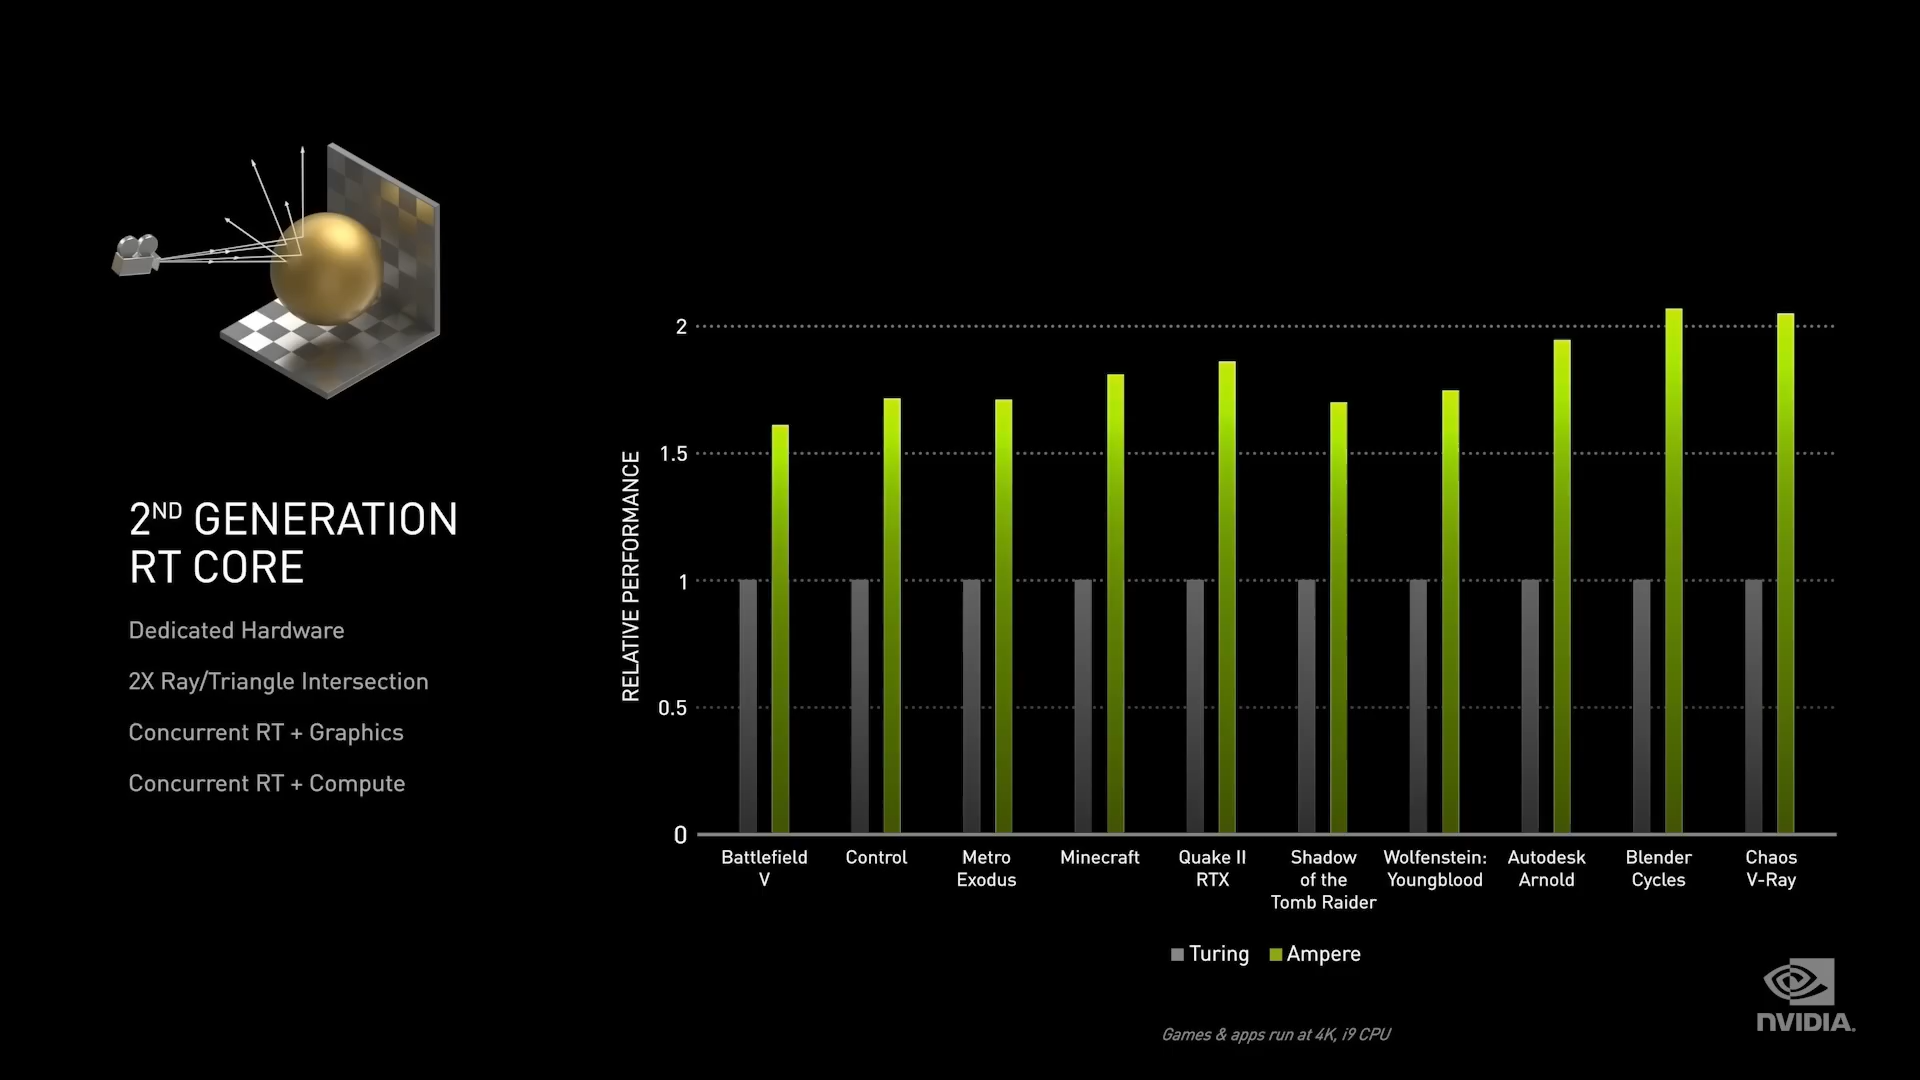 2ND GENERATION
RT CORE
Dedicated Hardware
2X Ray/Triangle Intersection
Concurrent RT + Graphics
Concurrent RT + Compute
RELATIVE PERFORMANCE
2
1.5
1
0.5
0
Battlefield
V
Control
Metro
Exodus
Minecraft
Quake II
RTX
Shadow
of the
Tomb Raider
Wolfenstein:
Youngblood
Autodesk
Arnold
Blender
Cycles
Chaos
V-Ray
Turing
Ampere
Games & apps run at 4K, i9 CPU
NVIDIA.